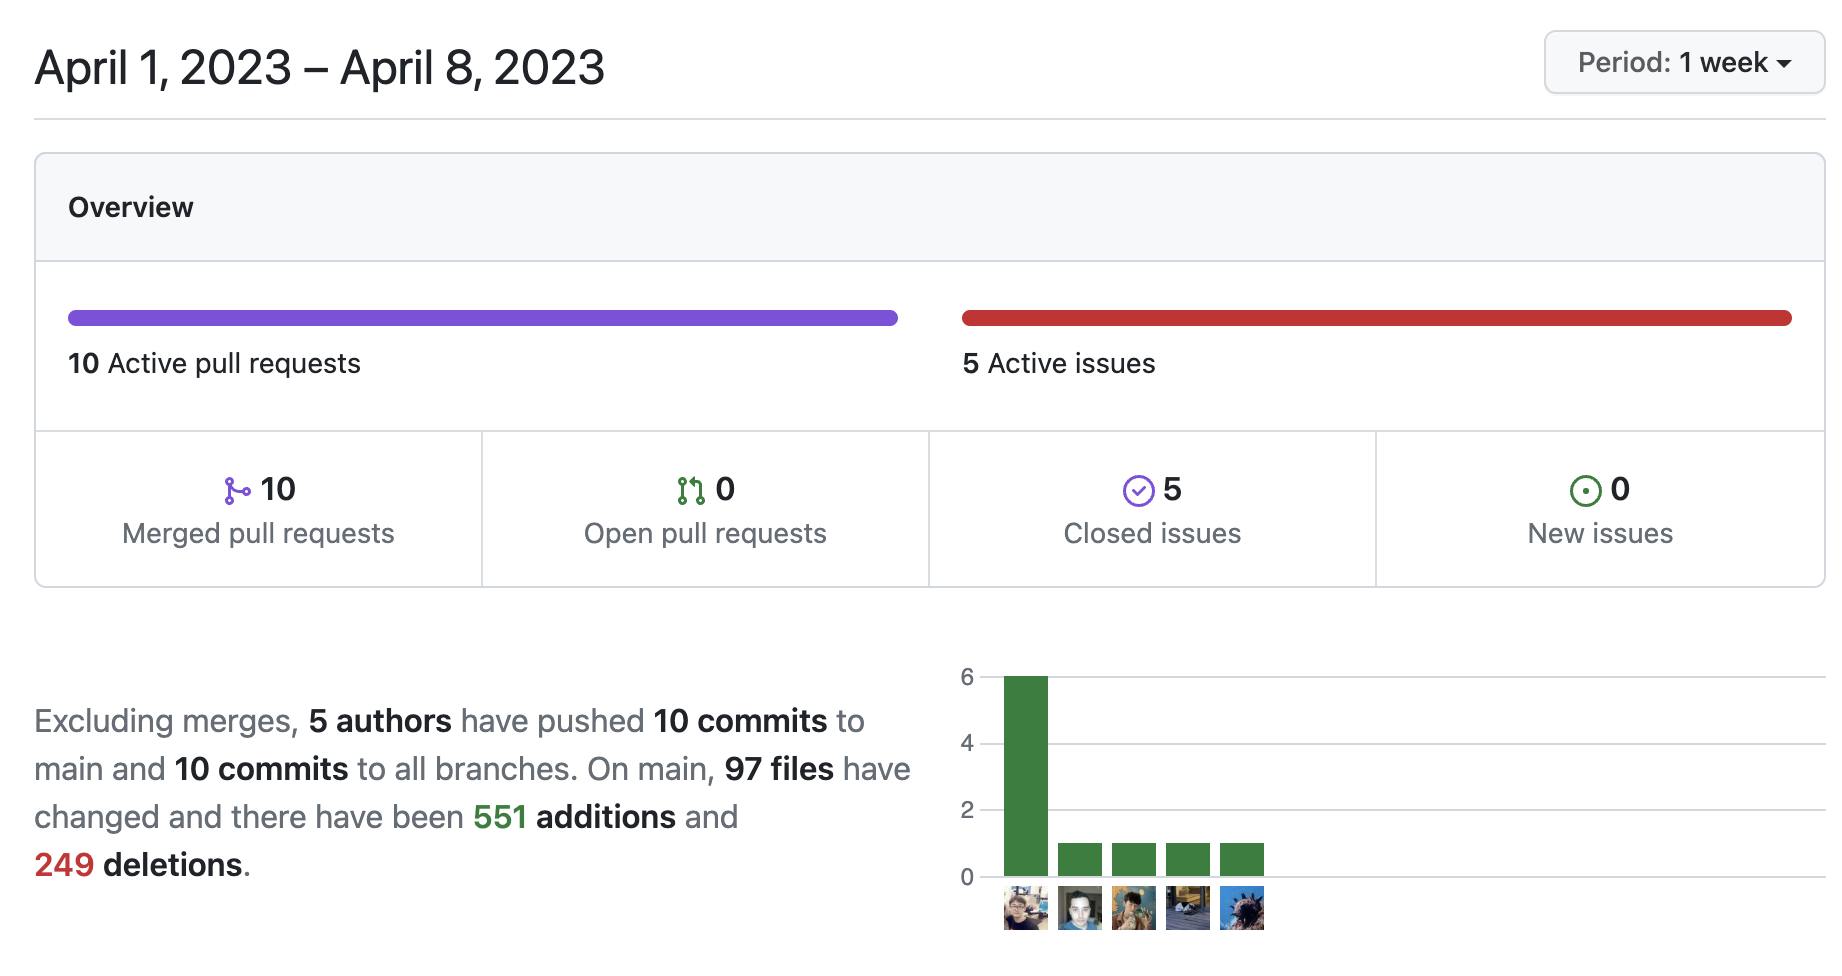 April 1, 2023 – April 8, 2023
Period: 1 week
Overview
10 Active pull requests
5 Active issues
10
Merged pull requests
0
Open pull requests
5
Closed issues
0
New issues
Excluding merges, 5 authors have pushed 10 commits to
main and 10 commits to all branches. On main, 97 files have
changed and there have been 551 additions and
249 deletions.
6
4
2
0